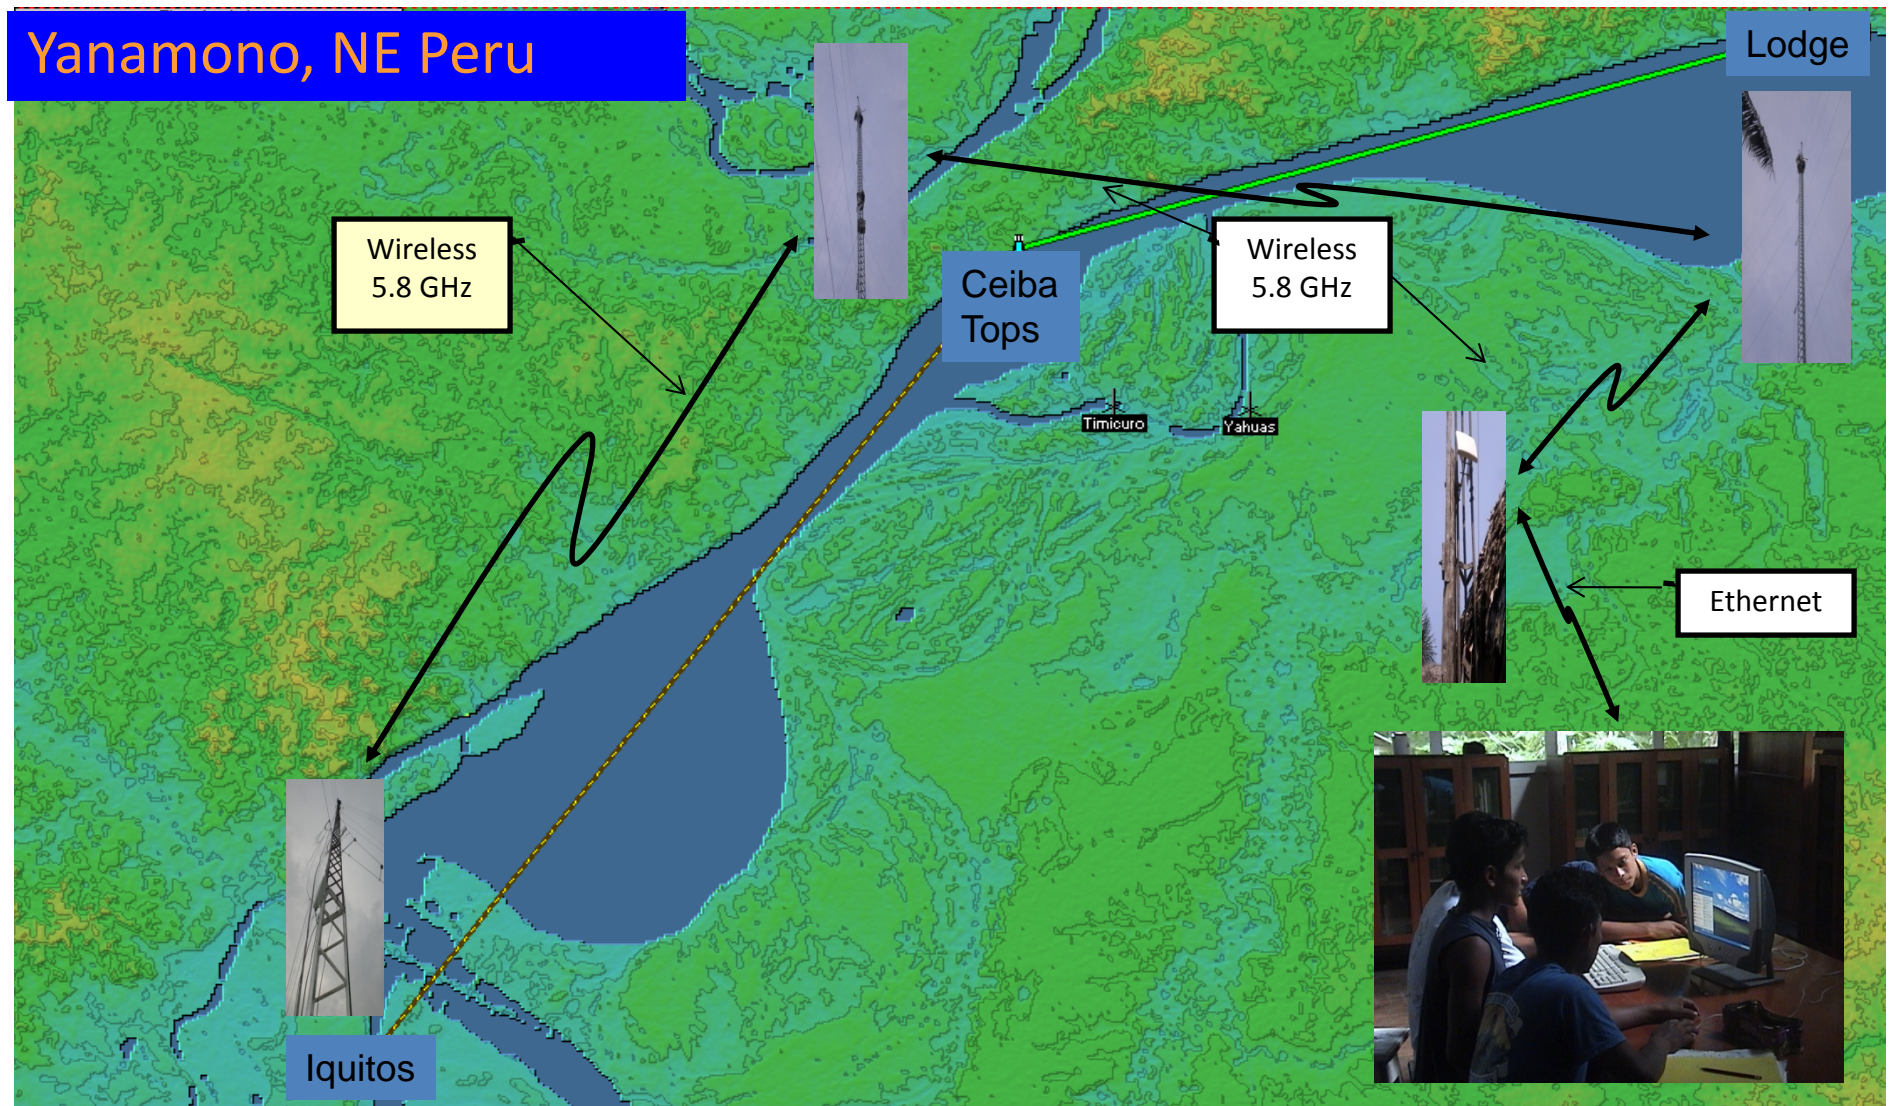 Yanamono, NE Peru
Lodge
Wireless
5.8 GHz
Wireless
5.8 GHz
Ceiba
Tops
Timicuro
Yahuas
Ethernet
Iquitos